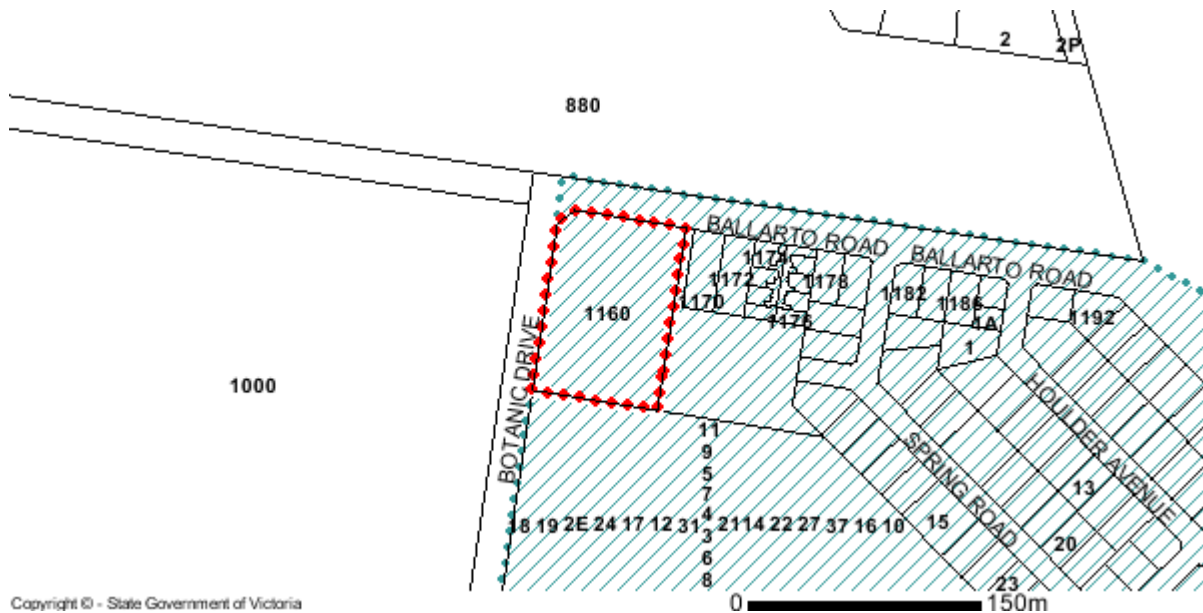 2
2P
880
BALLARTO ROAD
BALLARTO ROAD
1172
1178
1182
1186
1170
1176
1192
1160
1A
1
BOTANIC DRIVE
1000
HOULDER AVENUE
SPRING ROAD
11
9
5
7
4
3
6
8
18 19 2E 24 17 12 31 21 14 22 27 37 16 10 15
13
20
23
Copyright © - State Government of Victoria
0 150m